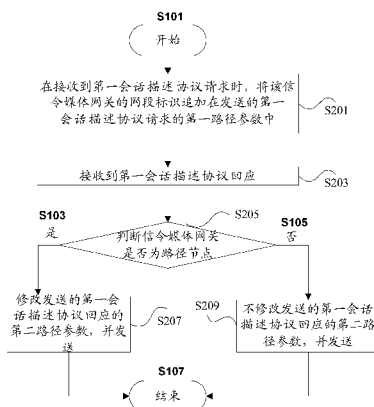 S101
开始
在接收到第一会话描述协议请求时，将该信
令媒体网关的网段标识追加在发送的第一
会话描述协议请求的第一路径参数中
S201
接收到第一会话描述协议回应
S203
S205
S103
是
判断信令媒体网关
是否为路径节点
S105
否
修改发送的第一会
话描述协议回应的
第二路径参数，并发
送
S207
S209
不修改发送的第一会话
描述协议回应的第二路
径参数，并发送
S107
结束